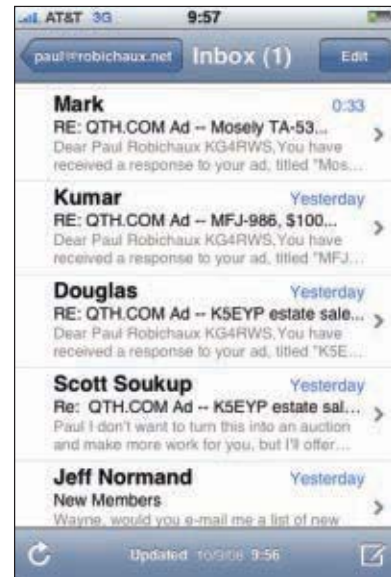 AT&T 3G 9:57
paul@robichaux.net Inbox (1) Edit
Mark 0:33
RE: QTH.COM Ad -- Mosely TA-53...
Dear Paul Robichaux KG4RWS,You have
received a response to your ad, titled "Mos...
Kumar Yesterday
RE: QTH.COM Ad -- MFJ-986, $100...
Dear Paul Robichaux KG4RWS,You have
received a response to your ad, titled "MFJ...
Douglas Yesterday
RE: QTH.COM Ad -- K5EYP estate sale...
Dear Paul Robichaux KG4RWS,You have
received a response to your ad, titled "K5E...
Scott Soukup Yesterday
Re: QTH.COM Ad -- K5EYP estate sal...
Paul I don't want to turn this into an auction
and make more work for you, but I'll offer...
Jeff Normand Yesterday
New Members
Wayne, would you e-mail me a list of new
Updated 10/9/08 9:56